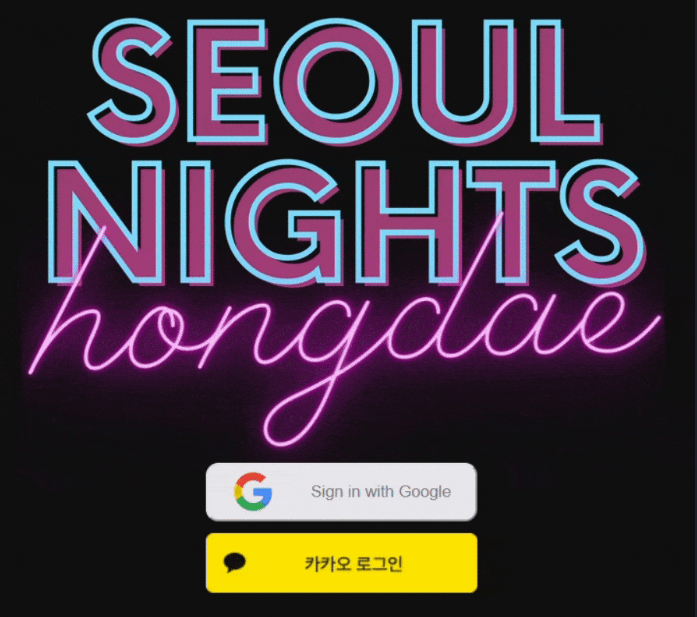 SEOUL
NIGHTS
hongdae
Sign in with Google
카카오 로그인